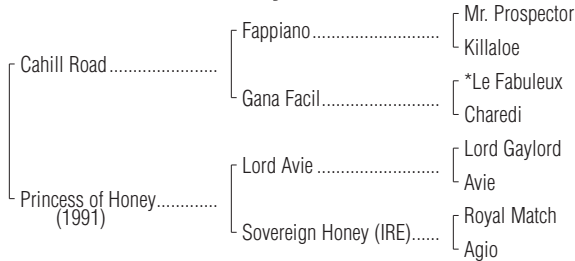 Mr. Prospector
Fappiano
Killaloe
Cahill Road
*Le Fabuleux
Gana Facil
Charedi
Lord Gaylord
Lord Avie
Avie
Princess of Honey
(1991)
Royal Match
Sovereign Honey (IRE)
Agio